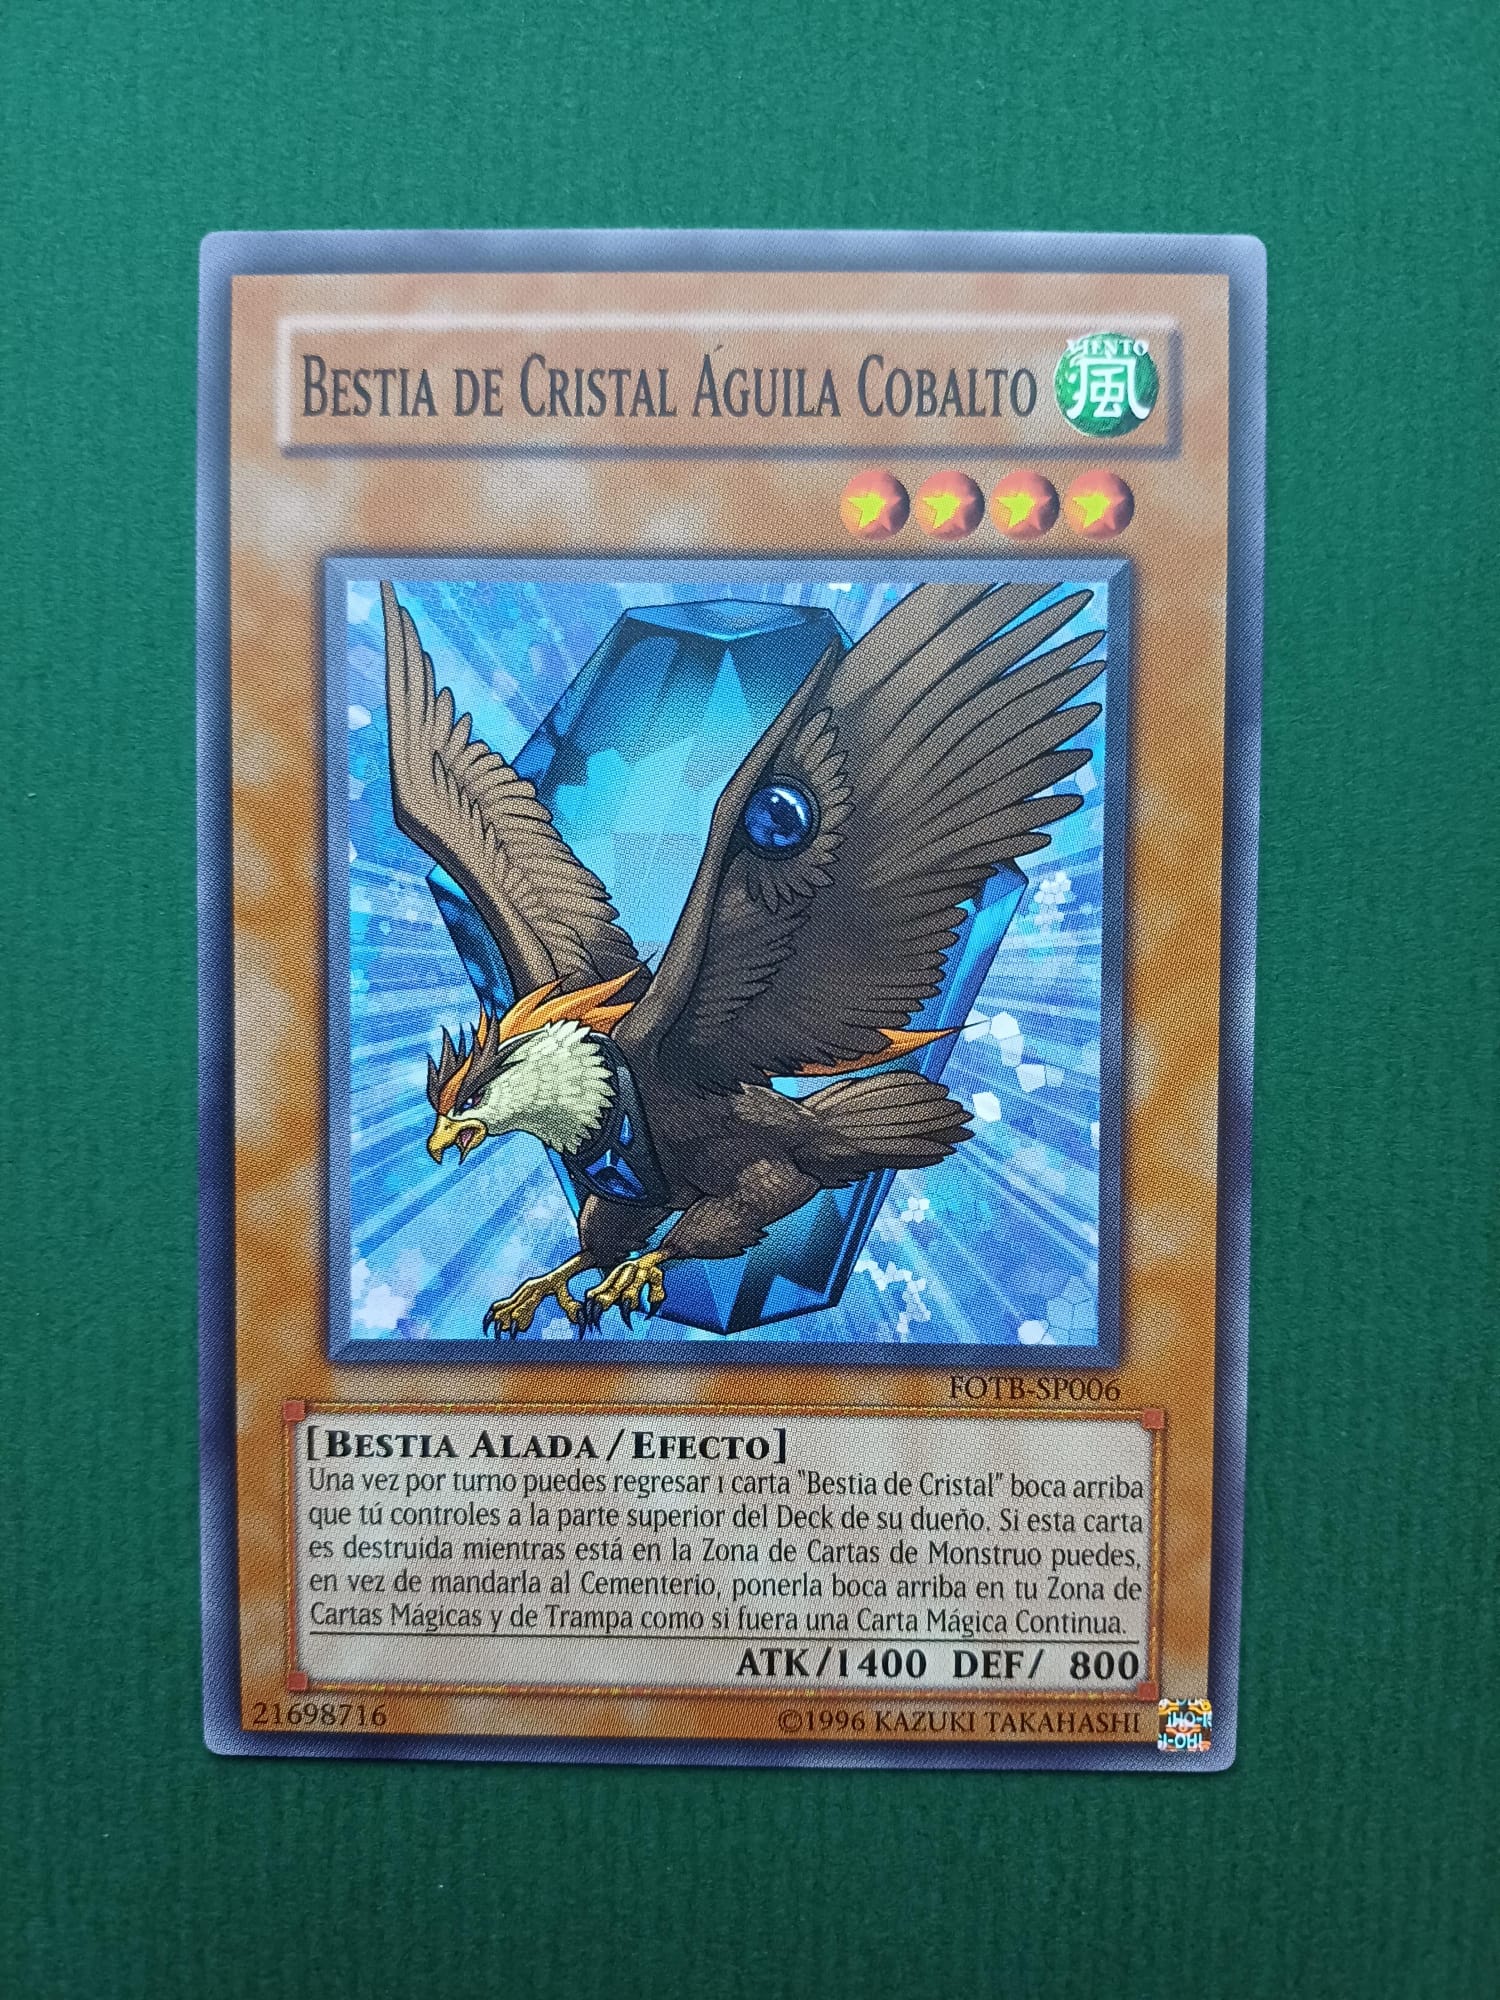 BESTIA DE CRISTAL ÁGUILA COBALTO
VIENTO
風
FOTB-SP006
[BESTIA ALADA/EFECTO]
Una vez por turno puedes regresar 1 carta "Bestia de Cristal" boca arriba
que tú controles a la parte superior del Deck de su dueño. Si esta carta
es destruida mientras está en la Zona de Cartas de Monstruo puedes,
en vez de mandarla al Cementerio, ponerla boca arriba en tu Zona de
Cartas Mágicas y de Trampa como si fuera una Carta Mágica Continua.
ATK/1400 DEF/ 800
21698716
©1996 KAZUKI TAKAHASHI